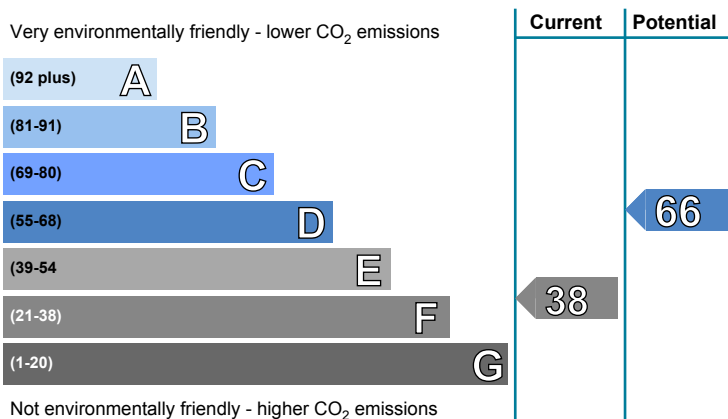 Current Potential
Very environmentally friendly - lower CO2 emissions
(92 plus) A
(81-91) B
(69-80) C
(55-68) D
66
(39-54 E
(21-38) F
38
(1-20) G
Not environmentally friendly - higher CO2 emissions